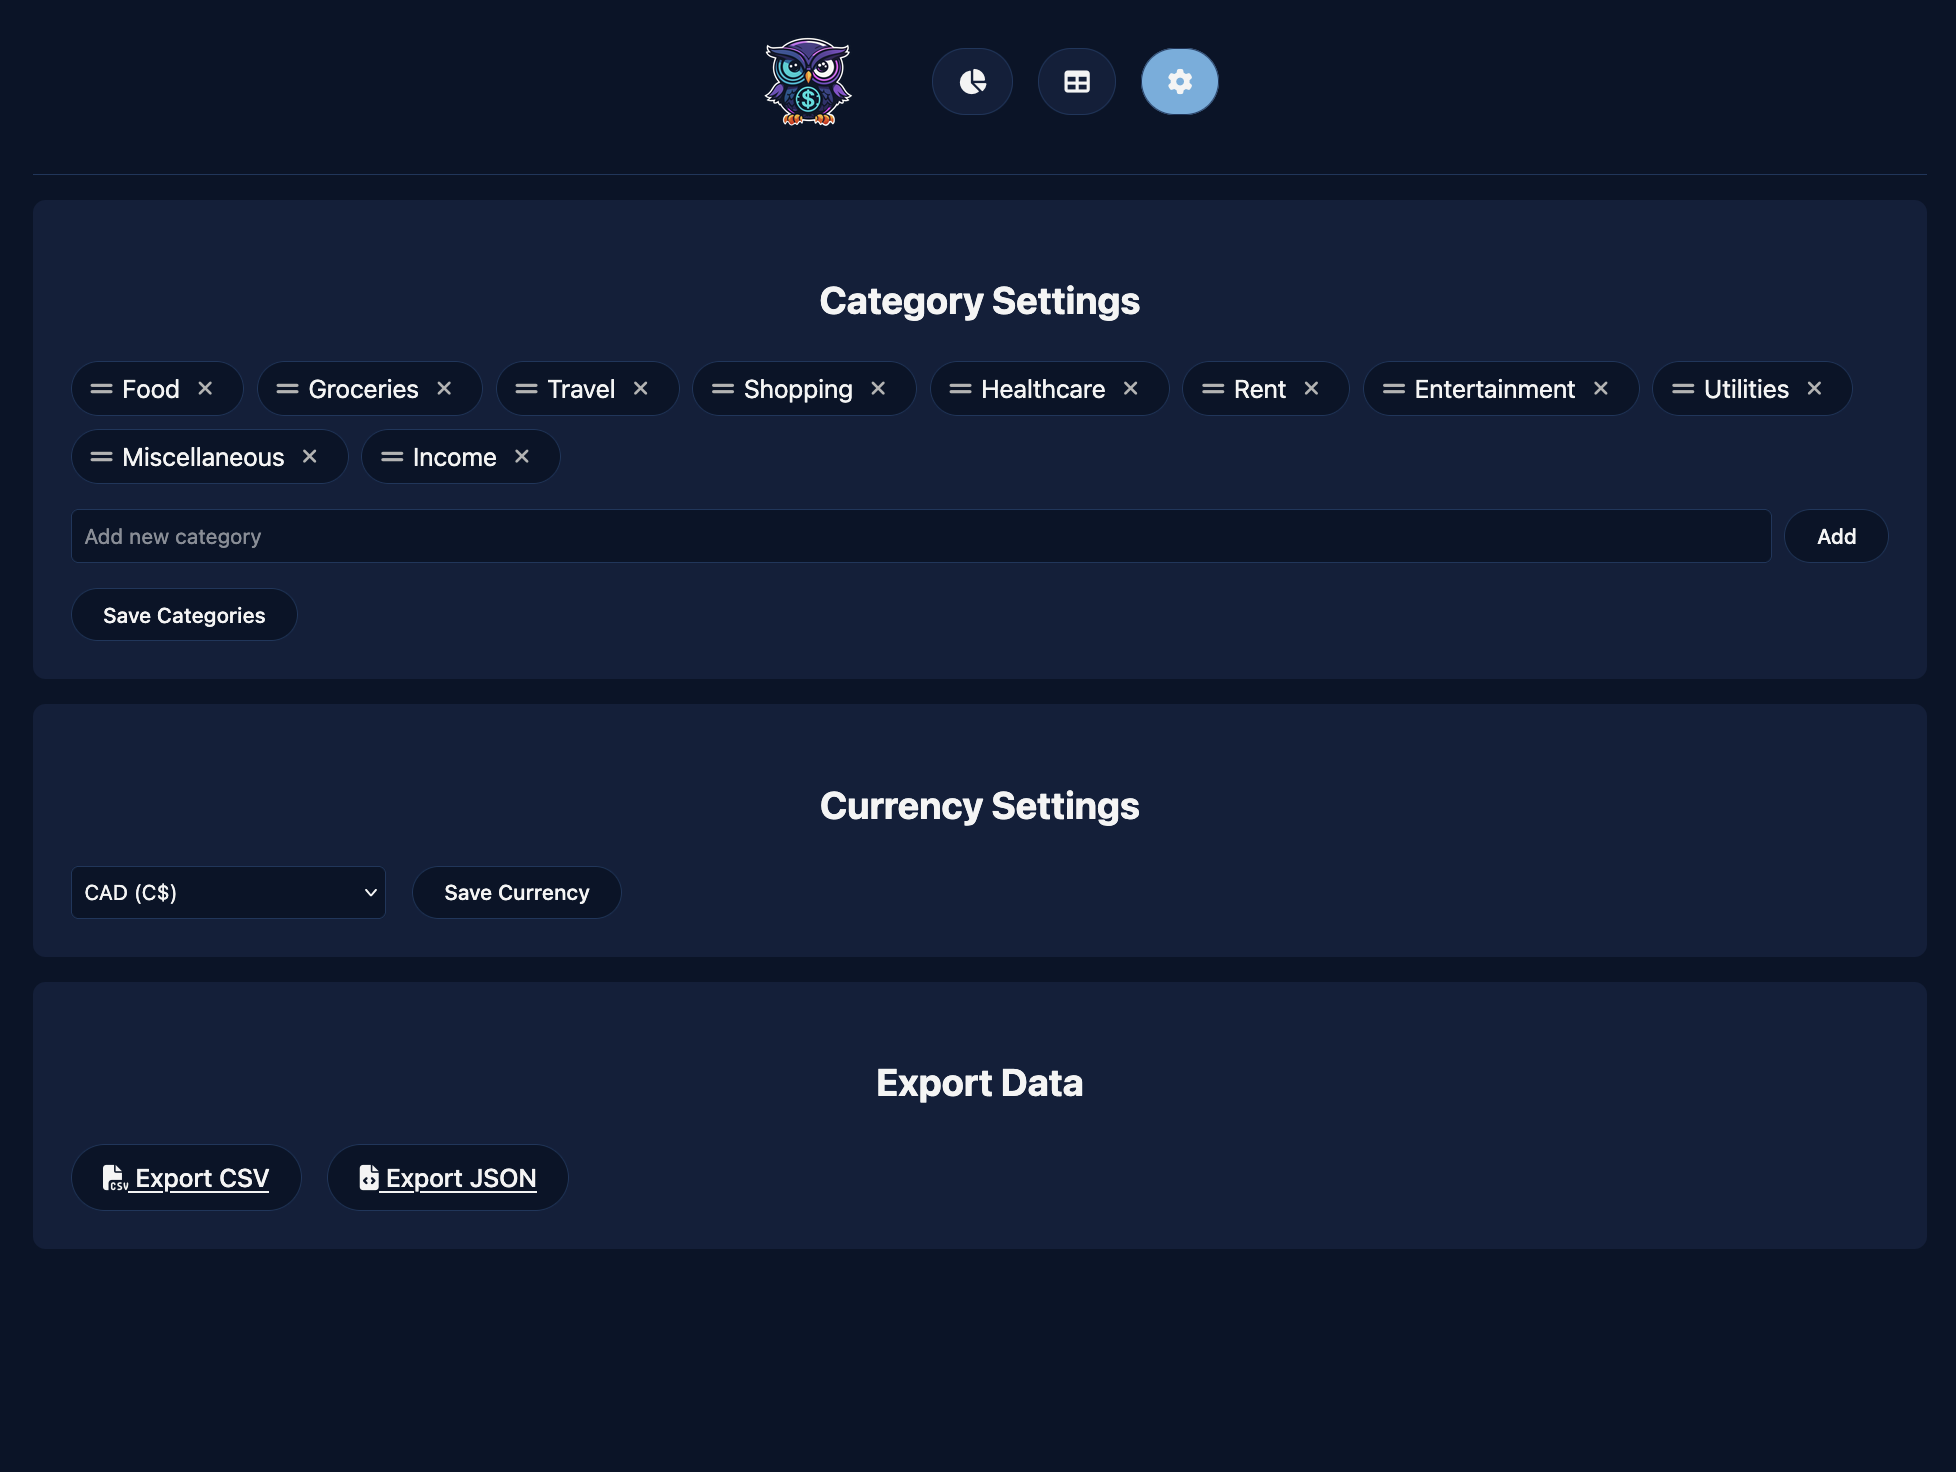 $
Category Settings
Food Groceries Travel Shopping Healthcare Rent Entertainment Utilities
Miscellaneous Income
Add new category Add
Save Categories
Currency Settings
CAD (C$) Save Currency
Export Data
CSV Export CSV Export JSON